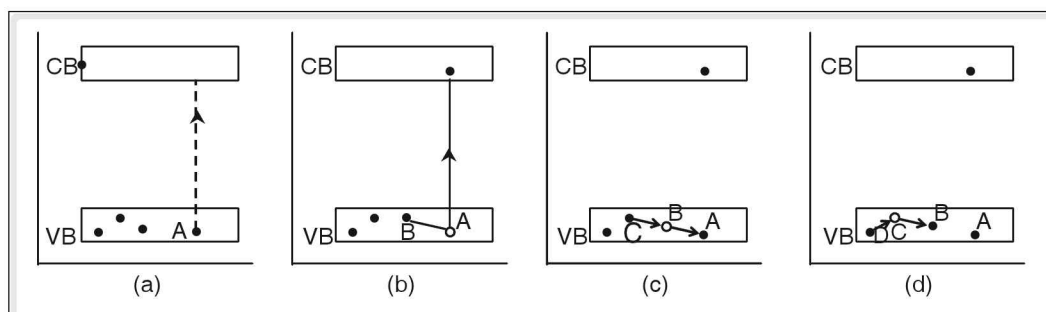 CB CB CB CB
A B A C B A D C B A
VB VB VB VB
(a) (b) (c) (d)